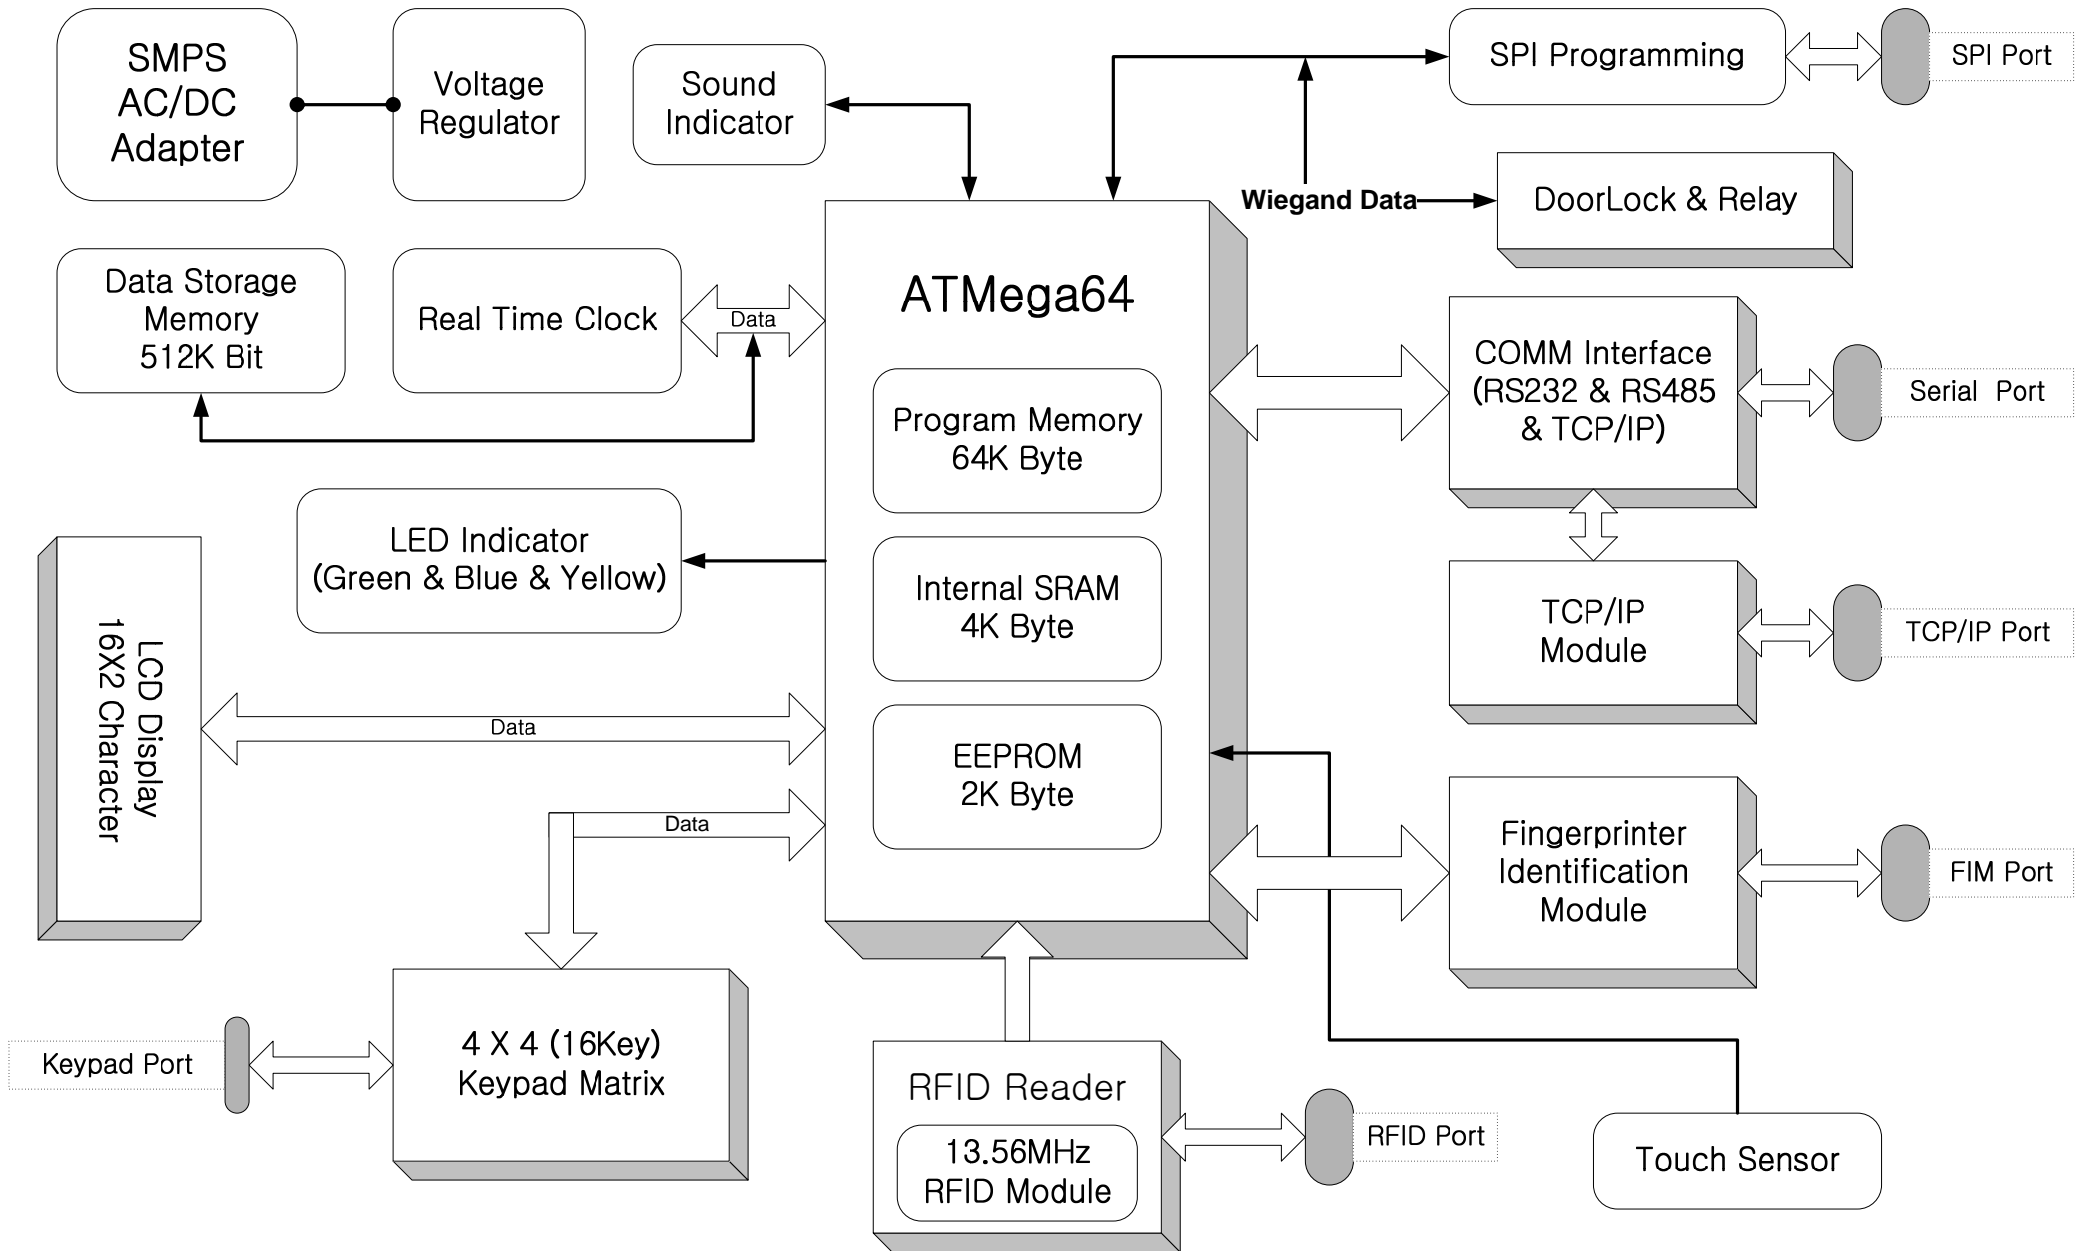 SMPS
AC/DC
Adapter
Voltage
Regulator
Sound
Indicator
SPI Programming
SPI Port
Wiegand Data
DoorLock & Relay
Data Storage
Memory
512K Bit
Real Time Clock
Data
ATMega64
Program Memory
64K Byte
Internal SRAM
4K Byte
EEPROM
2K Byte
COMM Interface
(RS232 & RS485
& TCP/IP)
Serial Port
LED Indicator
(Green & Blue & Yellow)
TCP/IP
Module
TCP/IP Port
LCD Display
16X2 Character
Data
Data
Fingerprinter
Identification
Module
FIM Port
Keypad Port
4 X 4 (16Key)
Keypad Matrix
RFID Reader
13.56MHz
RFID Module
RFID Port
Touch Sensor